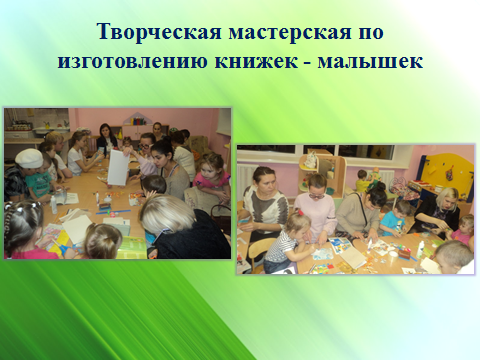 Творческая мастерская по
изготовлению книжек - малышек